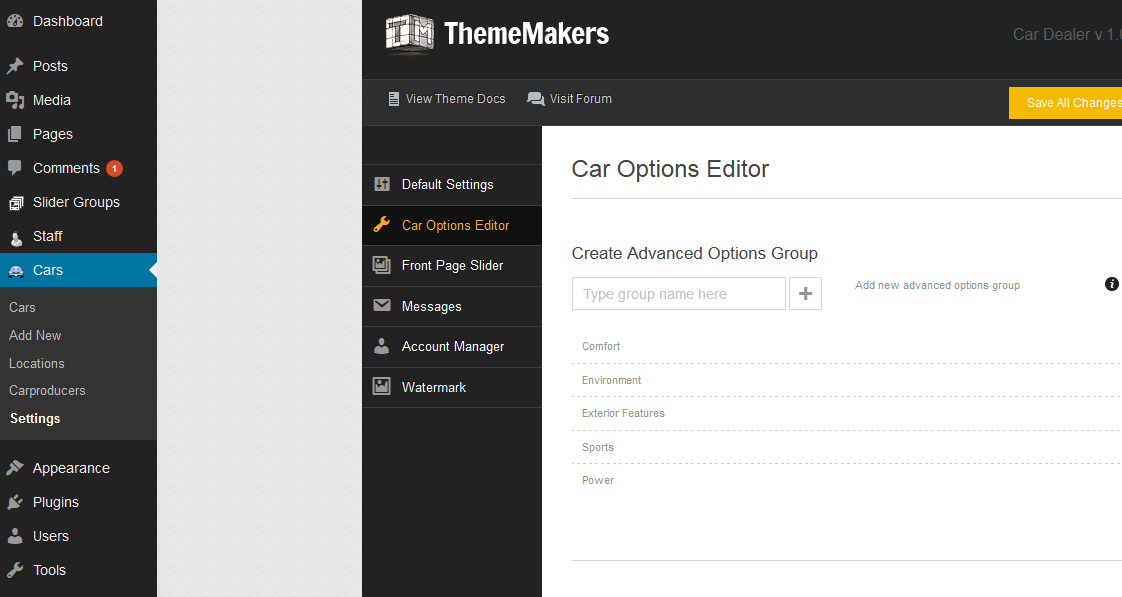 Dashboard
Posts
Media
Pages
Comments 1
Slider Groups
Staff
Cars
Cars
Add New
Locations
Carproducers
Settings
Appearance
Plugins
Users
Tools
TM ThemeMakers
Car Dealer v.1.
View Theme Docs Visit Forum
Save All Changes
Default Settings
Car Options Editor
Front Page Slider
Messages
Account Manager
Watermark
Car Options Editor
Create Advanced Options Group
Type group name here + Add new advanced options group i
Comfort
Environment
Exterior Features
Sports
Power